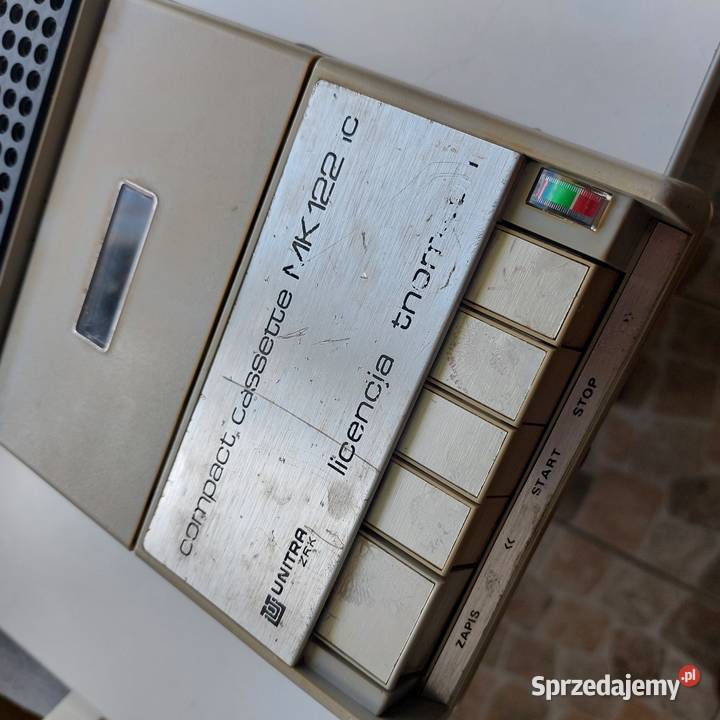 compact cassette MK122 ic
licencja
UNITRA
ZRK
ZAPIS « START STOP »
Sprzedajemy.pl